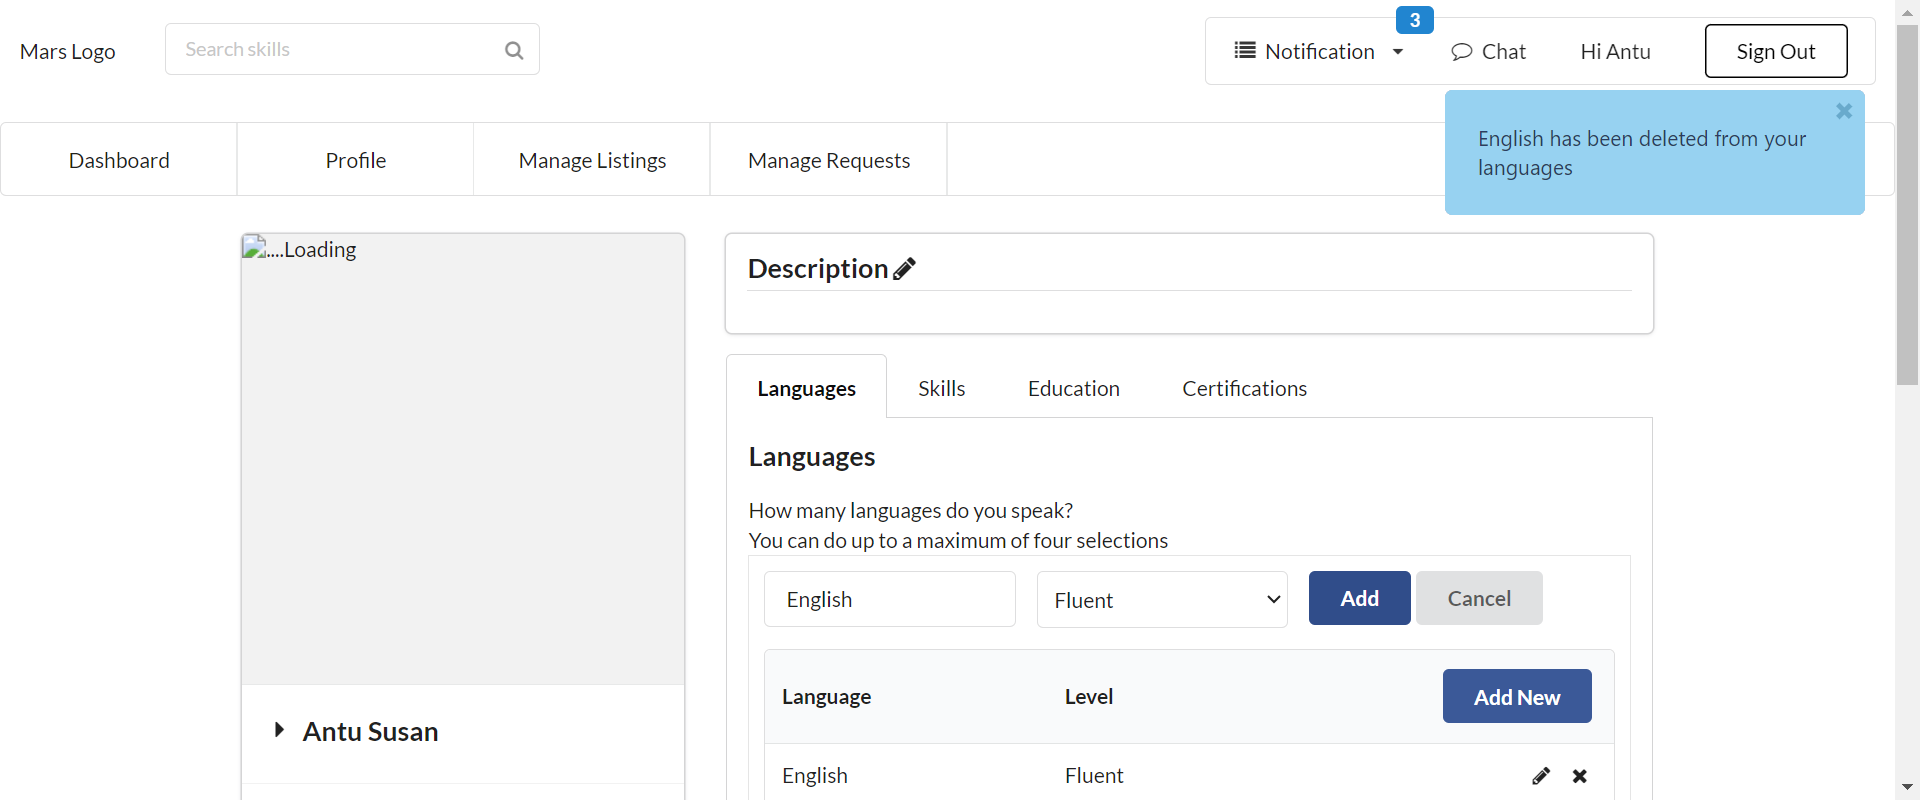 Mars Logo
Search skills
3
Notification
Chat
Hi Antu
Sign Out
English has been deleted from your
languages
Dashboard
Profile
Manage Listings
Manage Requests
....Loading
Antu Susan
Description
Languages
Skills
Education
Certifications
Languages
How many languages do you speak?
You can do up to a maximum of four selections
English
Fluent
Add
Cancel
Language
Level
Add New
English
Fluent